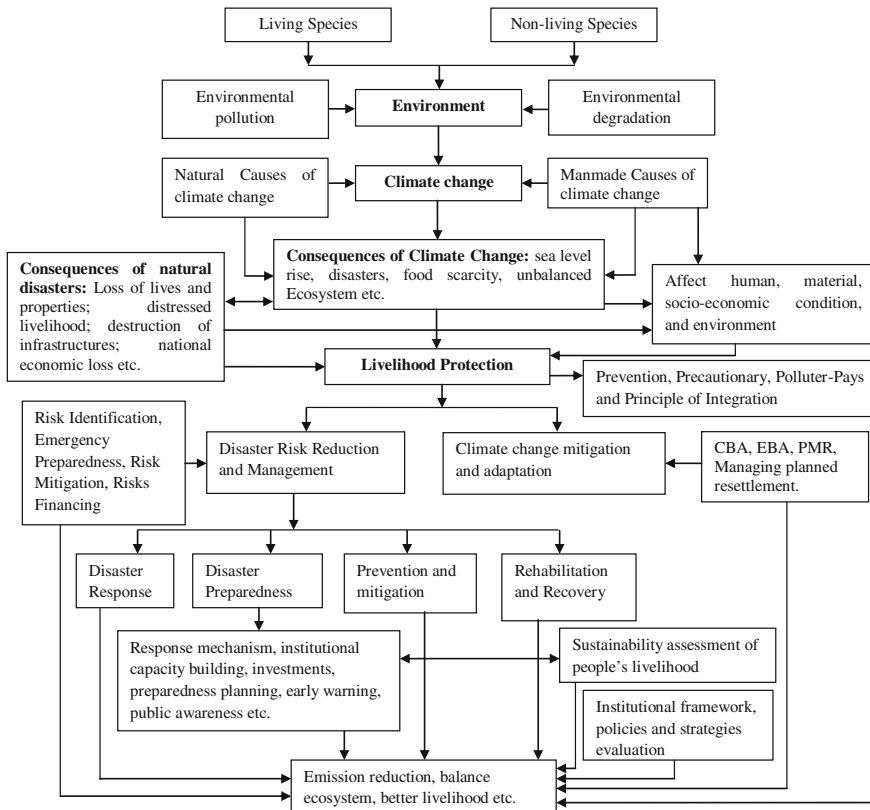 Living Species
Non-living Species
Environmental
pollution
Environment
Environmental
degradation
Natural Causes of
climate change
Climate change
Manmade Causes of
climate change
Consequences of natural
disasters: Loss of lives and
properties; distressed
livelihood; destruction of
infrastructures; national
economic loss etc.
Consequences of Climate Change: sea level
rise, disasters, food scarcity, unbalanced
Ecosystem etc.
Affect human, material,
socio-economic condition,
and environment
Livelihood Protection
Prevention, Precautionary, Polluter-Pays
and Principle of Integration
Risk Identification,
Emergency
Preparedness, Risk
Mitigation, Risks
Financing
Disaster Risk Reduction
and Management
Climate change mitigation
and adaptation
CBA, EBA, PMR,
Managing planned
resettlement.
Disaster
Response
Disaster
Preparedness
Prevention and
mitigation
Rehabilitation
and Recovery
Response mechanism, institutional
capacity building, investments,
preparedness planning, early warning,
public awareness etc.
Sustainability assessment of
people's livelihood
Institutional framework,
policies and strategies
evaluation
Emission reduction, balance
ecosystem, better livelihood etc.